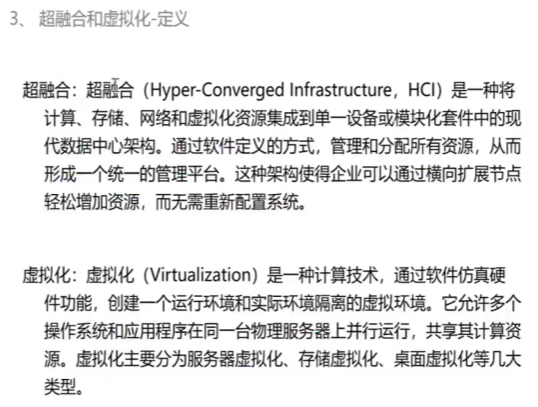 3、 超融合和虚拟化-定义
超融合：超融合（Hyper-Converged Infrastructure，HCI）是一种将
计算、存储、网络和虚拟化资源集成到单一设备或模块化套件中的现
代数据中心架构。通过软件定义的方式，管理和分配所有资源，从而
形成一个统一的管理平台。这种架构使得企业可以通过横向扩展节点
轻松增加资源，而无需重新配置系统。
虚拟化：虚拟化（Virtualization）是一种计算技术，通过软件仿真硬
件功能，创建一个运行环境和实际环境隔离的虚拟环境。它允许多个
操作系统和应用程序在同一台物理服务器上并行运行，共享其计算资
源。虚拟化主要分为服务器虚拟化、存储虚拟化、桌面虚拟化等几大
类型。